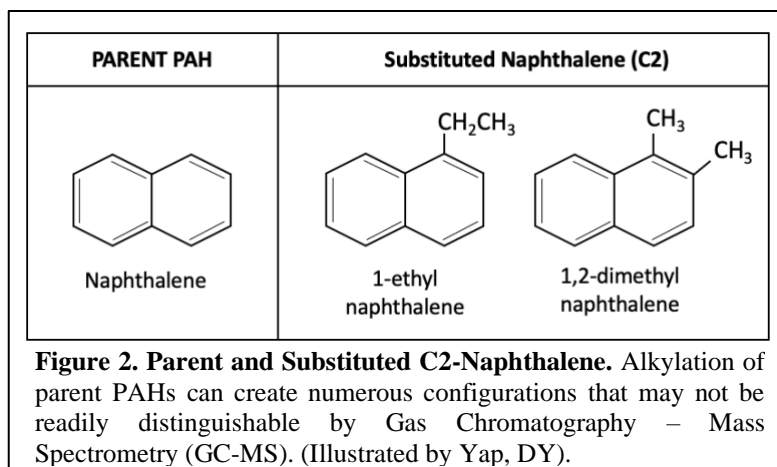 PARENT PAH
Substituted Naphthalene (C2)
CH₂CH₃
CH₃
CH₃
Naphthalene
1-ethyl
naphthalene
1,2-dimethyl
naphthalene
Figure 2. Parent and Substituted C2-Naphthalene. Alkylation of
parent PAHs can create numerous configurations that may not be
readily distinguishable by Gas Chromatography – Mass
Spectrometry (GC-MS). (Illustrated by Yap, DY).